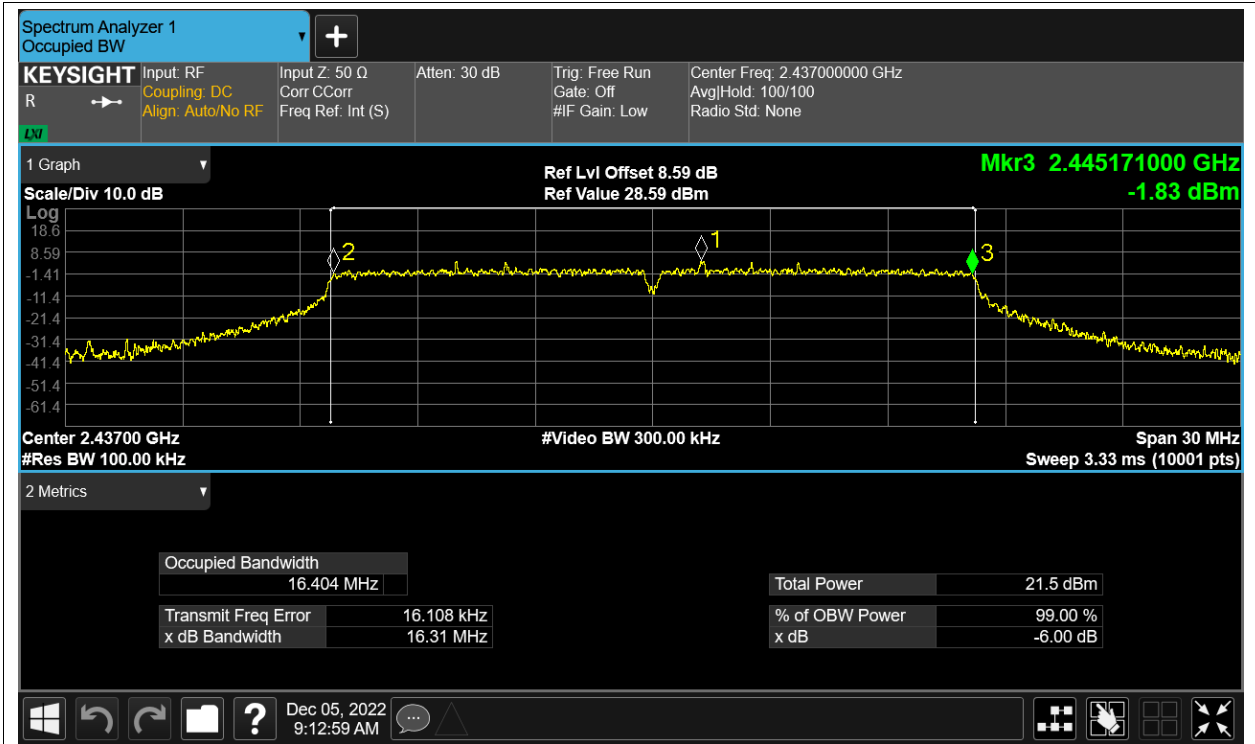 Spectrum Analyzer 1
Occupied BW
KEYSIGHT
R
LXI
Input: RF
Coupling: DC
Align: Auto/No RF
Input Z: 50 Ω
Corr CCorr
Freq Ref: Int (S)
Atten: 30 dB
Trig: Free Run
Gate: Off
#IF Gain: Low
Center Freq: 2.437000000 GHz
Avg|Hold: 100/100
Radio Std: None
1 Graph
Scale/Div 10.0 dB
Ref Lvl Offset 8.59 dB
Ref Value 28.59 dBm
Mkr3 2.445171000 GHz
-1.83 dBm
Log
18.6
8.59
-1.41
-11.4
-21.4
-31.4
-41.4
-51.4
-61.4
2
1
3
Center 2.43700 GHz
#Res BW 100.00 kHz
#Video BW 300.00 kHz
Span 30 MHz
Sweep 3.33 ms (10001 pts)
2 Metrics
Occupied Bandwidth
16.404 MHz
Transmit Freq Error 16.108 kHz
x dB Bandwidth 16.31 MHz
Total Power 21.5 dBm
% of OBW Power 99.00 %
x dB -6.00 dB
?
Dec 05, 2022
9:12:59 AM